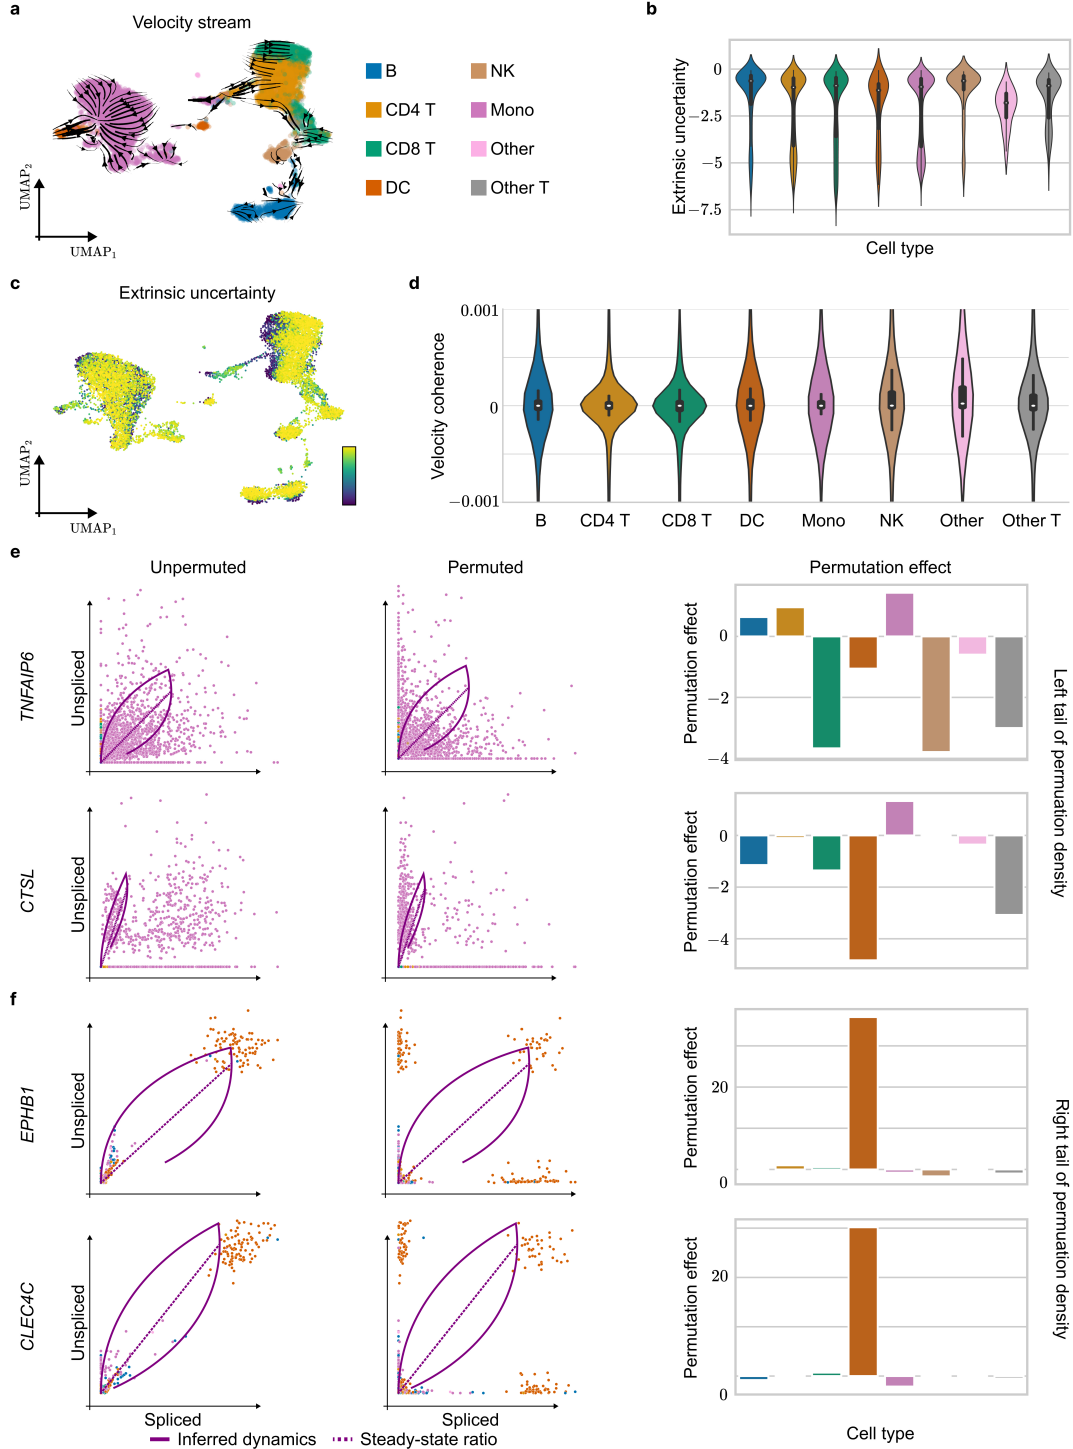 a
Velocity stream
UMAP2
UMAP1
B
CD4 T
CD8 T
DC
NK
Mono
Other
Other T
b
Extrinsic uncertainty
0
−2.5
−5
−7.5
Cell type
c
Extrinsic uncertainty
UMAP2
UMAP1
d
Velocity coherence
0.001
0
−0.001
B
CD4 T
CD8 T
DC
Mono
NK
Other
Other T
e
Unpermuted
Permuted
Permutation effect
TNFAIP6
Unspliced
Permutation effect
0
−2
−4
CTSL
Unspliced
Permutation effect
0
−2
−4
Left tail of permuation density
f
EPHB1
Unspliced
Permutation effect
20
0
CLEC4C
Unspliced
Permutation effect
20
0
Right tail of permuation density
Spliced
Spliced
Cell type
Inferred dynamics
Steady-state ratio